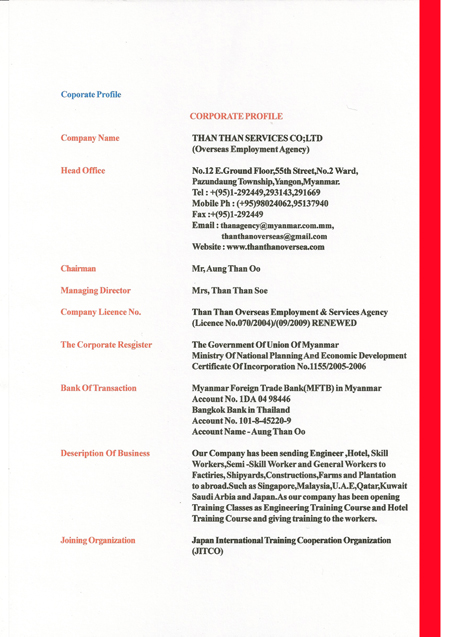 Coporate Profile
CORPORATE PROFILE
Company Name
THAN THAN SERVICES CO;LTD
(Overseas Employment Agency)
Head Office
No.12 E.Ground Floor,55th Street,No.2 Ward,
Pazundaung Township,Yangon,Myanmar.
Tel : +(95)1-292449,293143,291669
Mobile Ph : (+95)98024062,95137940
Fax :+(95)1-292449
Email : thanagency@myanmar.com.mm,
thanthanoverseas@gmail.com
Website : www.thanthanoversea.com
Chairman
Mr, Aung Than Oo
Managing Director
Mrs, Than Than Soe
Company Licence No.
Than Than Overseas Employment & Services Agency
(Licence No.070/2004)/(09/2009) RENEWED
The Corporate Resgister
The Government Of Union Of Myanmar
Ministry Of National Planning And Economic Development
Certificate Of Incorporation No.1155/2005-2006
Bank Of Transaction
Myanmar Foreign Trade Bank(MFTB) in Myanmar
Account No. 1DA 04 98446
Bangkok Bank in Thailand
Account No. 101-8-45220-9
Account Name - Aung Than Oo
Description Of Business
Our Company has been sending Engineer ,Hotel, Skill
Workers,Semi -Skill Worker and General Workers to
Factiries, Shipyards,Constructions,Farms and Plantation
to abroad.Such as Singapore,Malaysia,U.A.E,Qatar,Kuwait
Saudi Arbia and Japan.As our company has been opening
Training Classes as Engineering Training Course and Hotel
Training Course and giving training to the workers.
Joining Organization
Japan International Training Cooperation Organization
(JITCO)